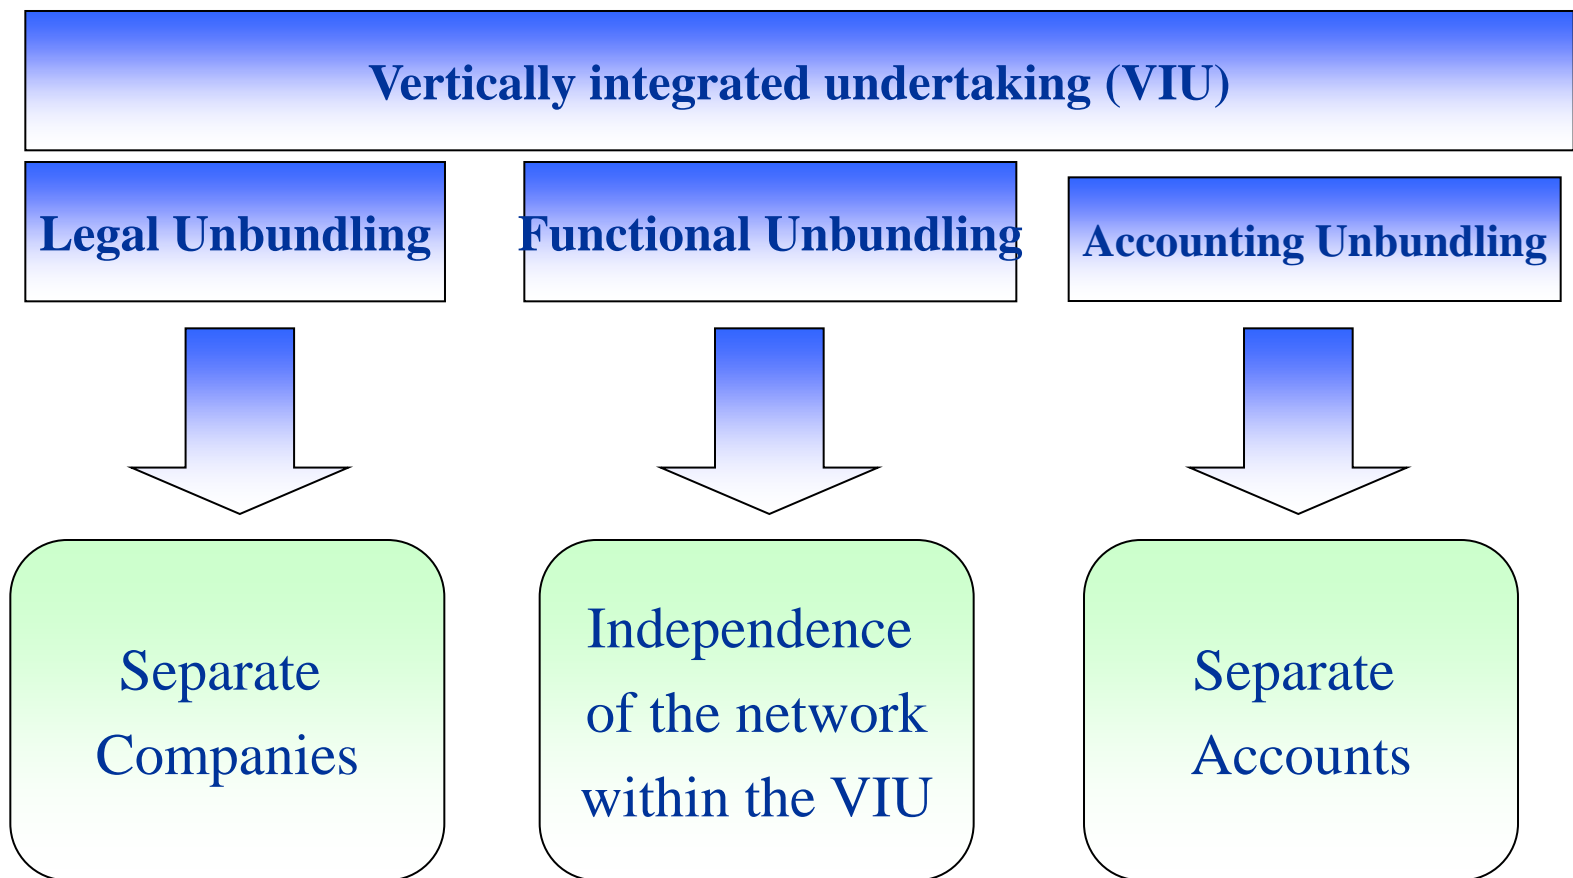 Vertically integrated undertaking (VIU)
Legal Unbundling
Functional Unbundling
Accounting Unbundling
Separate
Companies
Independence
of the network
within the VIU
Separate
Accounts